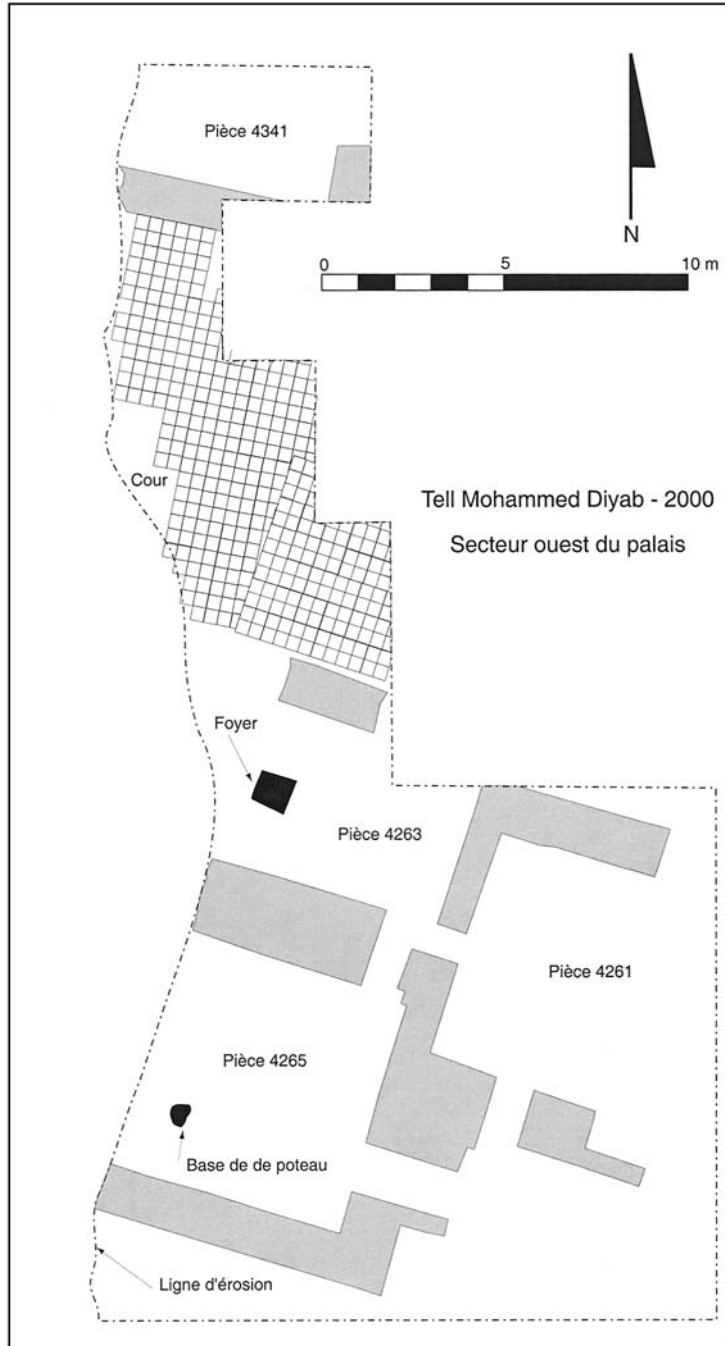 Pièce 4341
N
0 5 10 m
Cour
Tell Mohammed Diyab - 2000
Secteur ouest du palais
Foyer
Pièce 4263
Pièce 4261
Pièce 4265
Base de de poteau
Ligne d'érosion